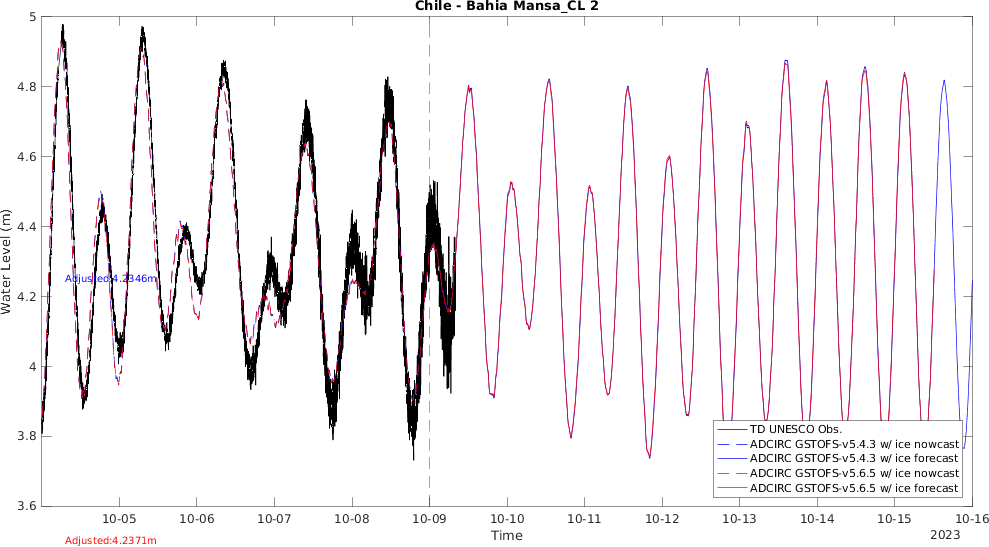 Chile - Bahia Mansa_CL 2
5
4.8
4.6
4.4
4.2
4
3.8
3.6
Water Level (m)
Adjusted:4.2346m
TD UNESCO Obs.
ADCIRC GSTOFS-v5.4.3 w/ ice nowcast
ADCIRC GSTOFS-v5.4.3 w/ ice forecast
ADCIRC GSTOFS-v5.6.5 w/ ice nowcast
ADCIRC GSTOFS-v5.6.5 w/ ice forecast
10-05 10-06 10-07 10-08 10-09 10-10 10-11 10-12 10-13 10-14 10-15 10-16
Time
2023
Adjusted:4.2371m